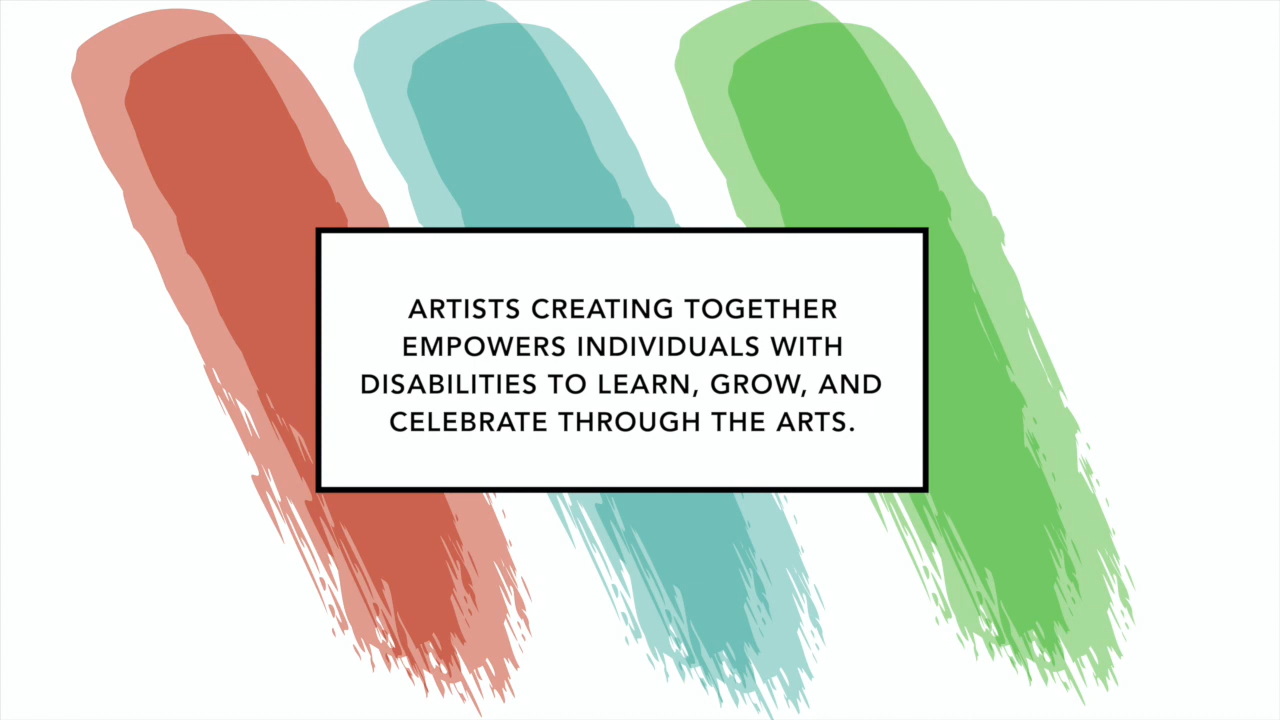 ARTISTS CREATING TOGETHER
EMPOWERS INDIVIDUALS WITH
DISABILITIES TO LEARN, GROW, AND
CELEBRATE THROUGH THE ARTS.